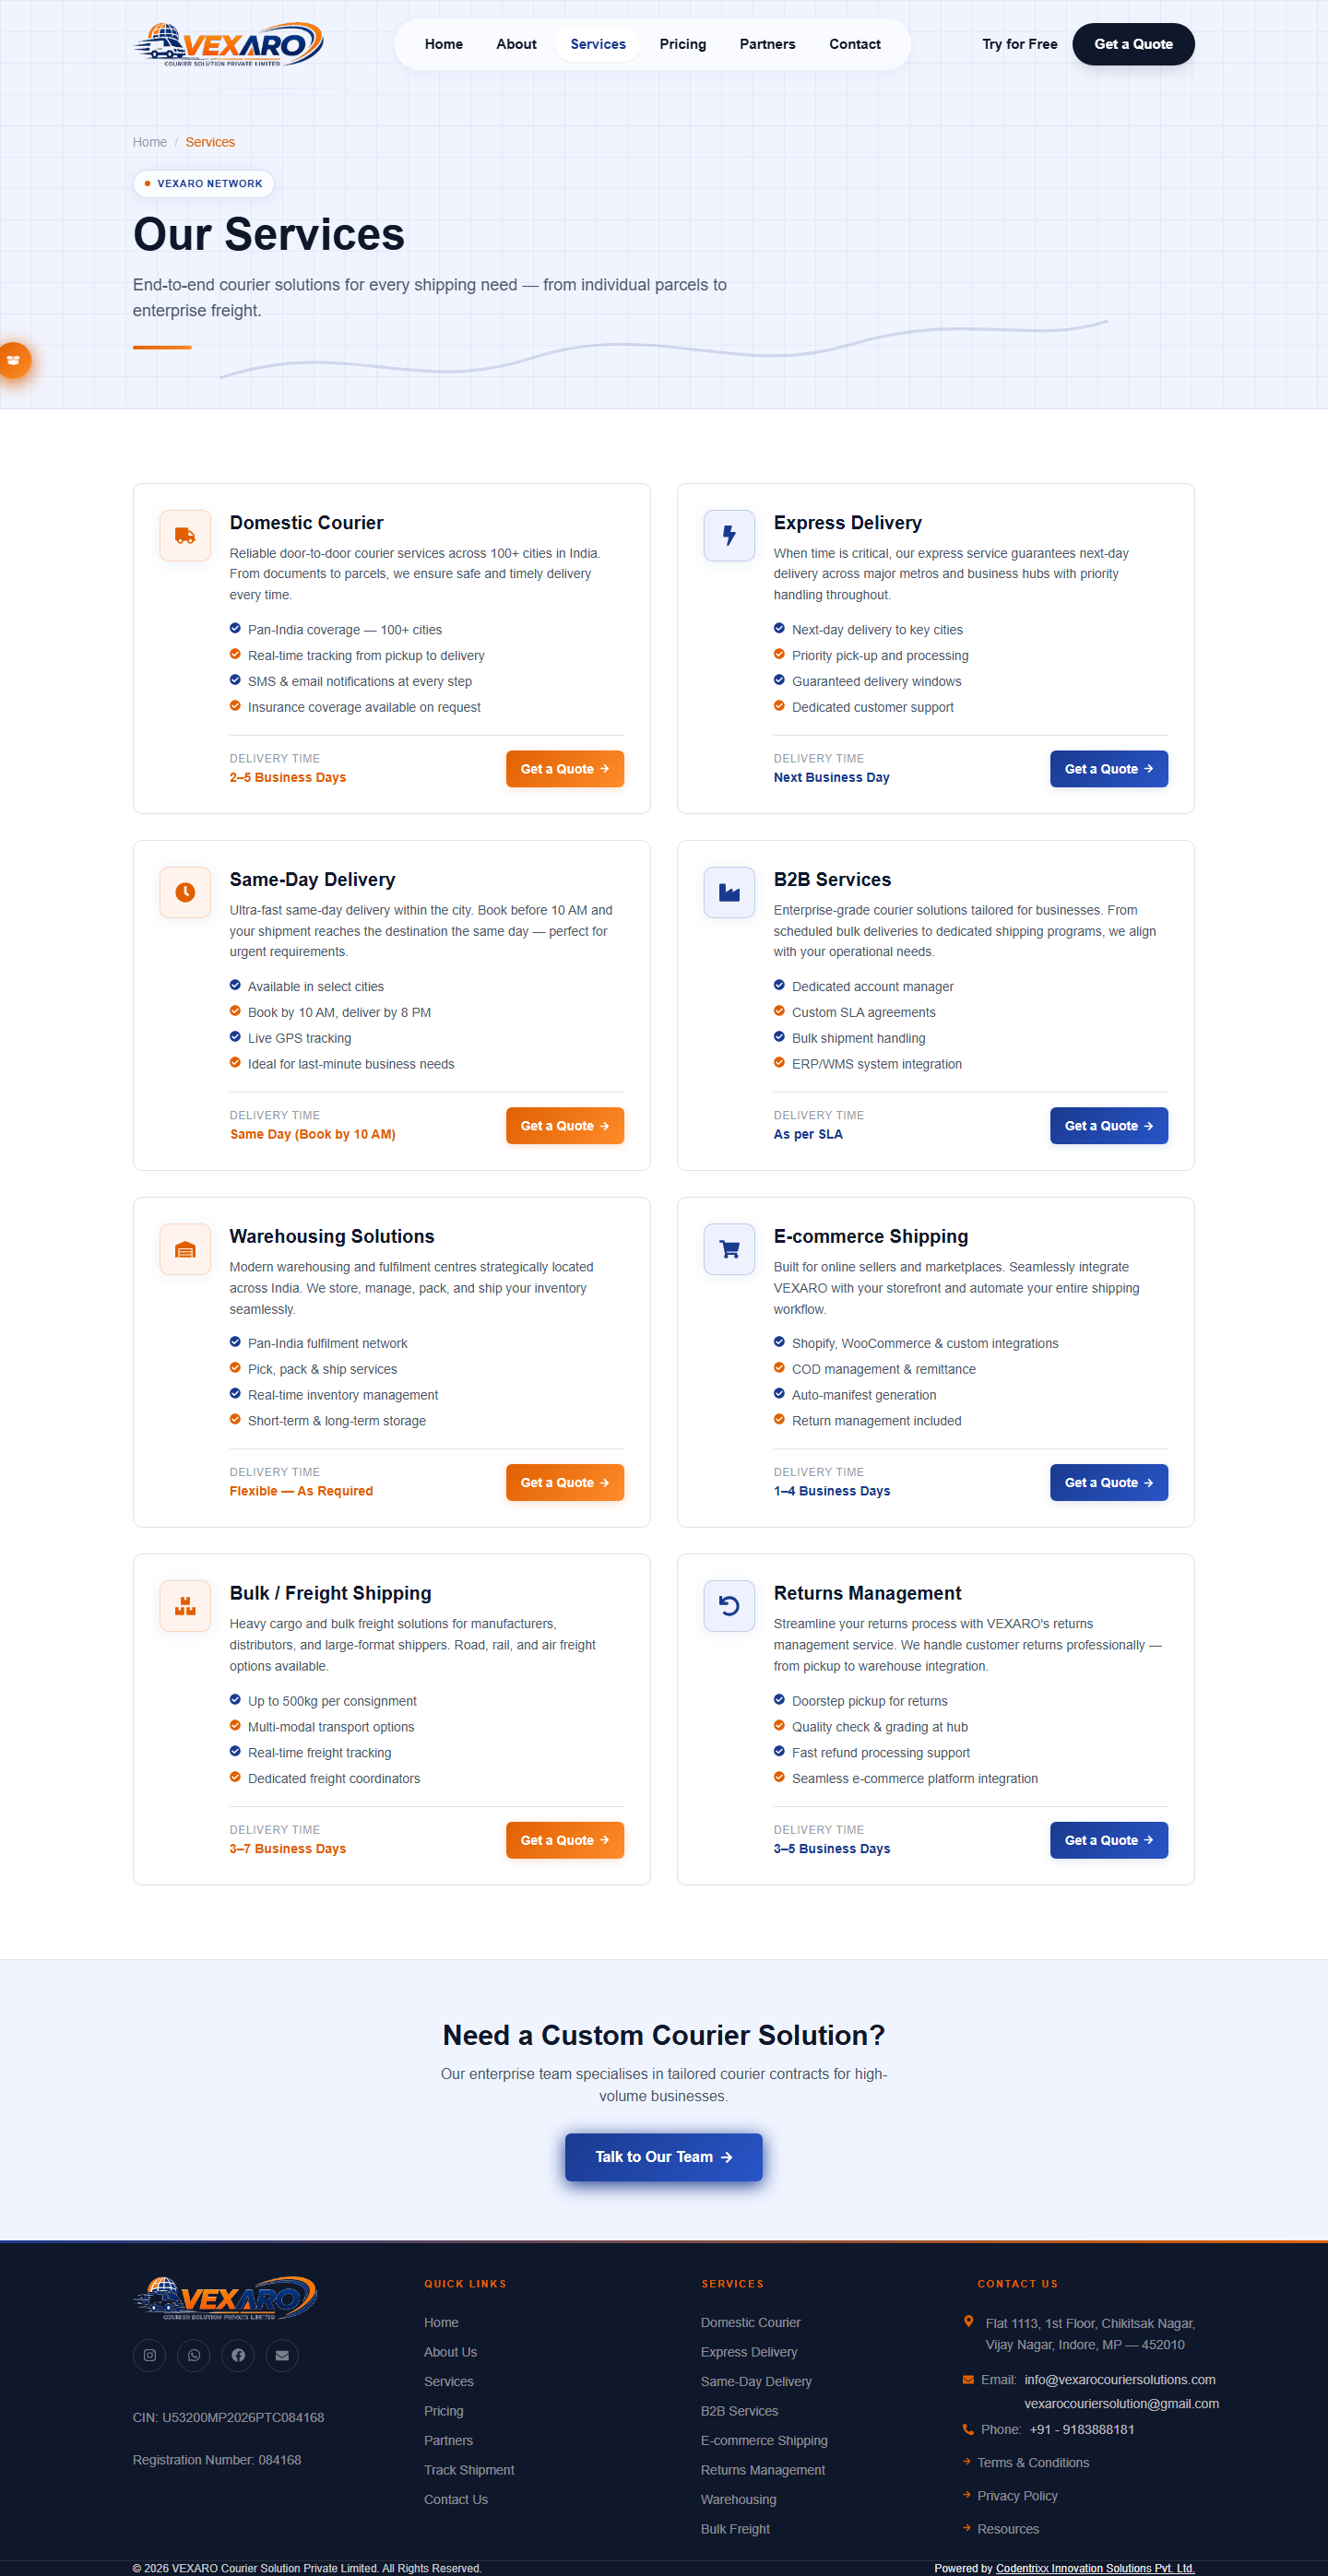 VEXARO
COURIER SOLUTION PRIVATE LIMITED
Home About Services Pricing Partners Contact
Try for Free Get a Quote
Home / Services
VEXARO NETWORK
Our Services
End-to-end courier solutions for every shipping need — from individual parcels to
enterprise freight.
Domestic Courier
Reliable door-to-door courier services across 100+ cities in India.
From documents to parcels, we ensure safe and timely delivery
every time.
Pan-India coverage — 100+ cities
Real-time tracking from pickup to delivery
SMS & email notifications at every step
Insurance coverage available on request
DELIVERY TIME
2–5 Business Days
Get a Quote →
Express Delivery
When time is critical, our express service guarantees next-day
delivery across major metros and business hubs with priority
handling throughout.
Next-day delivery to key cities
Priority pick-up and processing
Guaranteed delivery windows
Dedicated customer support
DELIVERY TIME
Next Business Day
Get a Quote →
Same-Day Delivery
Ultra-fast same-day delivery within the city. Book before 10 AM and
your shipment reaches the destination the same day — perfect for
urgent requirements.
Available in select cities
Book by 10 AM, deliver by 8 PM
Live GPS tracking
Ideal for last-minute business needs
DELIVERY TIME
Same Day (Book by 10 AM)
Get a Quote →
B2B Services
Enterprise-grade courier solutions tailored for businesses. From
scheduled bulk deliveries to dedicated shipping programs, we align
with your operational needs.
Dedicated account manager
Custom SLA agreements
Bulk shipment handling
ERP/WMS system integration
DELIVERY TIME
As per SLA
Get a Quote →
Warehousing Solutions
Modern warehousing and fulfilment centres strategically located
across India. We store, manage, pack, and ship your inventory
seamlessly.
Pan-India fulfilment network
Pick, pack & ship services
Real-time inventory management
Short-term & long-term storage
DELIVERY TIME
Flexible — As Required
Get a Quote →
E-commerce Shipping
Built for online sellers and marketplaces. Seamlessly integrate
VEXARO with your storefront and automate your entire shipping
workflow.
Shopify, WooCommerce & custom integrations
COD management & remittance
Auto-manifest generation
Return management included
DELIVERY TIME
1–4 Business Days
Get a Quote →
Bulk / Freight Shipping
Heavy cargo and bulk freight solutions for manufacturers,
distributors, and large-format shippers. Road, rail, and air freight
options available.
Up to 500kg per consignment
Multi-modal transport options
Real-time freight tracking
Dedicated freight coordinators
DELIVERY TIME
3–7 Business Days
Get a Quote →
Returns Management
Streamline your returns process with VEXARO's returns
management service. We handle customer returns professionally —
from pickup to warehouse integration.
Doorstep pickup for returns
Quality check & grading at hub
Fast refund processing support
Seamless e-commerce platform integration
DELIVERY TIME
3–5 Business Days
Get a Quote →
Need a Custom Courier Solution?
Our enterprise team specialises in tailored courier contracts for high-
volume businesses.
Talk to Our Team →
VEXARO
COURIER SOLUTION PRIVATE LIMITED
CIN: U53200MP2026PTC084168
Registration Number: 084168
QUICK LINKS
Home
About Us
Services
Pricing
Partners
Track Shipment
Contact Us
SERVICES
Domestic Courier
Express Delivery
Same-Day Delivery
B2B Services
E-commerce Shipping
Returns Management
Warehousing
Bulk Freight
CONTACT US
Flat 1113, 1st Floor, Chikitsak Nagar,
Vijay Nagar, Indore, MP — 452010
Email: info@vexarocouriersolutions.com
vexarocouriersolution@gmail.com
Phone: +91 - 9183888181
→ Terms & Conditions
→ Privacy Policy
→ Resources
© 2026 VEXARO Courier Solution Private Limited. All Rights Reserved.
Powered by Codentrixx Innovation Solutions Pvt. Ltd.